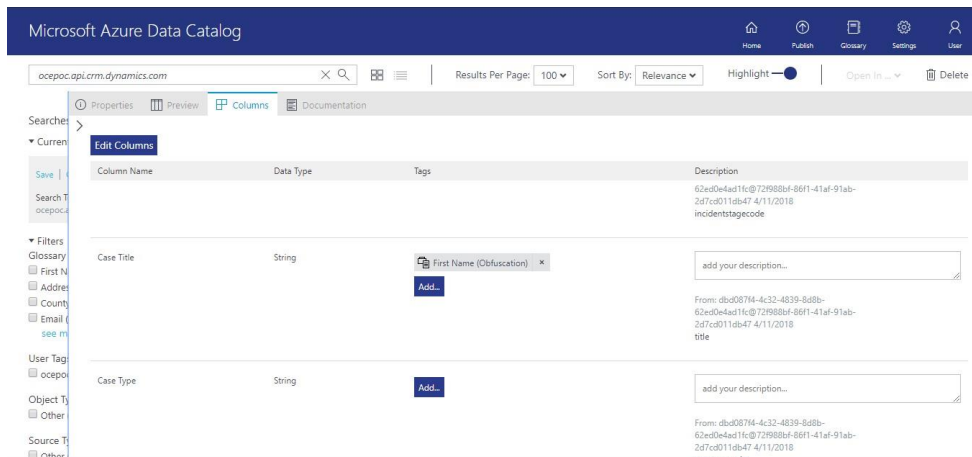 Microsoft Azure Data Catalog
Home Publish Glossary Settings User
ocepoc.api.crm.dynamics.com
Results Per Page: 100
Sort By: Relevance
Highlight
Open In ...
Delete
Properties Preview Columns Documentation
Searches
Curren
Save |
Search T
ocepoc.a
Filters
Glossary
First N
Addres
County
Email (
see m
User Tag
ocepo
Object Ty
Other
Source Ty
Other
Edit Columns
Column Name Data Type Tags Description
62ed0e4ad1fc@72f988bf-86f1-41af-91ab-
2d7cd011db47 4/11/2018
incidentstagecode
Case Title String First Name (Obfuscation) ×
Add...
add your description...
From: dbd087f4-4c32-4839-8d8b-
62ed0e4ad1fc@72f988bf-86f1-41af-91ab-
2d7cd011db47 4/11/2018
title
Case Type String
Add...
add your description...
From: dbd087f4-4c32-4839-8d8b-
62ed0e4ad1fc@72f988bf-86f1-41af-91ab-
2d7cd011db47 4/11/2018